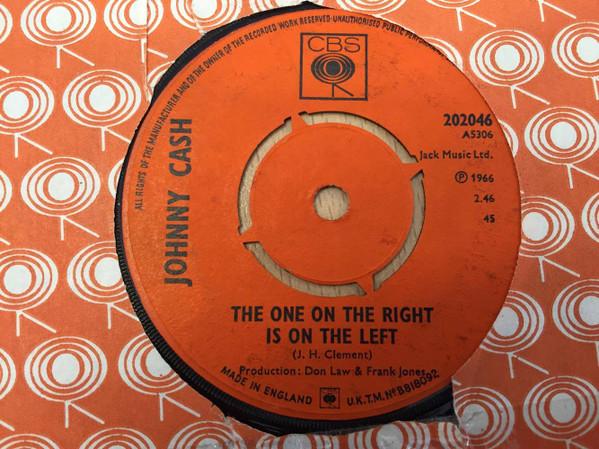 ALL RIGHTS OF THE MANUFACTURER AND OF THE OWNER OF THE RECORDED WORK RESERVED-UNAUTHORISED PUBLIC
CBS
JOHNNY CASH
202046
A5306
Jack Music Ltd.
Ⓟ 1966
2.46
45
THE ONE ON THE RIGHT
IS ON THE LEFT
(J. H. Clement)
Production: Don Law & Frank Jones
MADE IN ENGLAND
CBS
U.K.T.M. Nº B818092